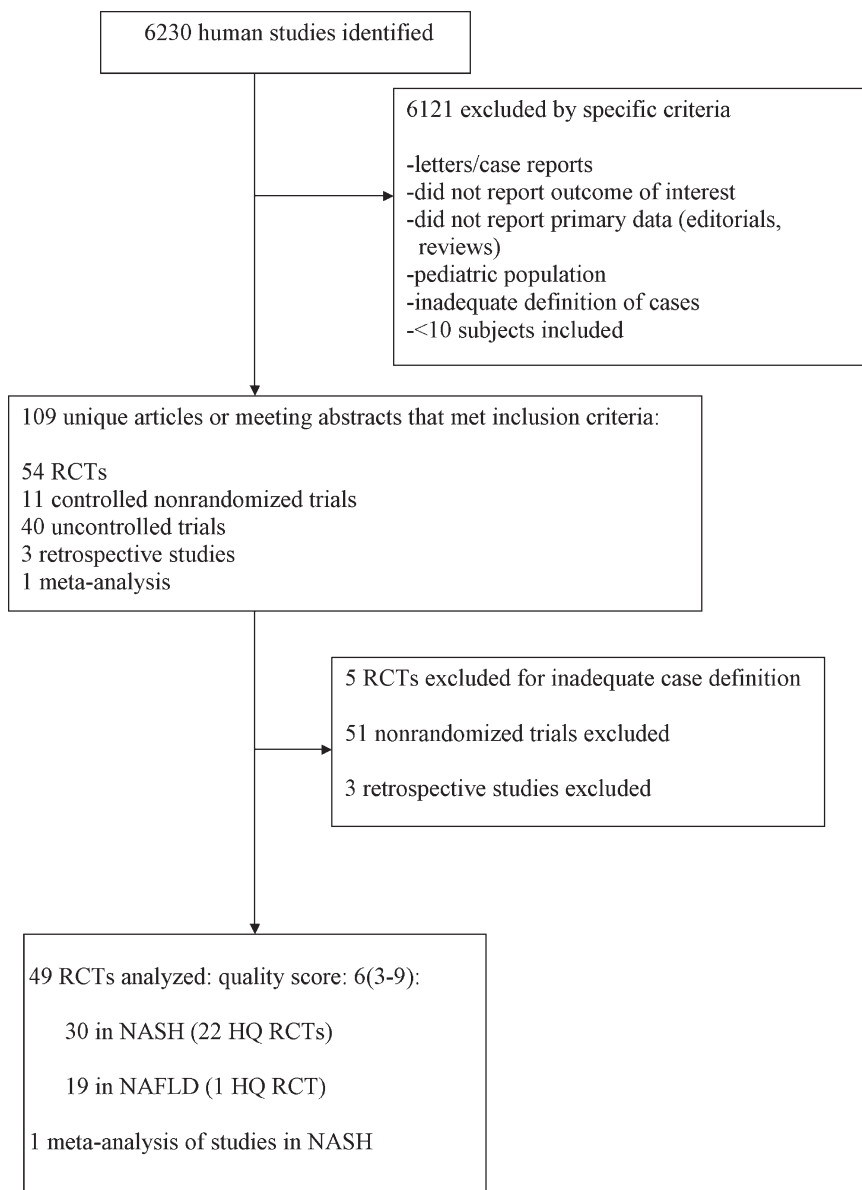 6230 human studies identified
6121 excluded by specific criteria
-letters/case reports
-did not report outcome of interest
-did not report primary data (editorials,
reviews)
-pediatric population
-inadequate definition of cases
-<10 subjects included
109 unique articles or meeting abstracts that met inclusion criteria:
54 RCTs
11 controlled nonrandomized trials
40 uncontrolled trials
3 retrospective studies
1 meta-analysis
5 RCTs excluded for inadequate case definition
51 nonrandomized trials excluded
3 retrospective studies excluded
49 RCTs analyzed: quality score: 6(3-9):
30 in NASH (22 HQ RCTs)
19 in NAFLD (1 HQ RCT)
1 meta-analysis of studies in NASH